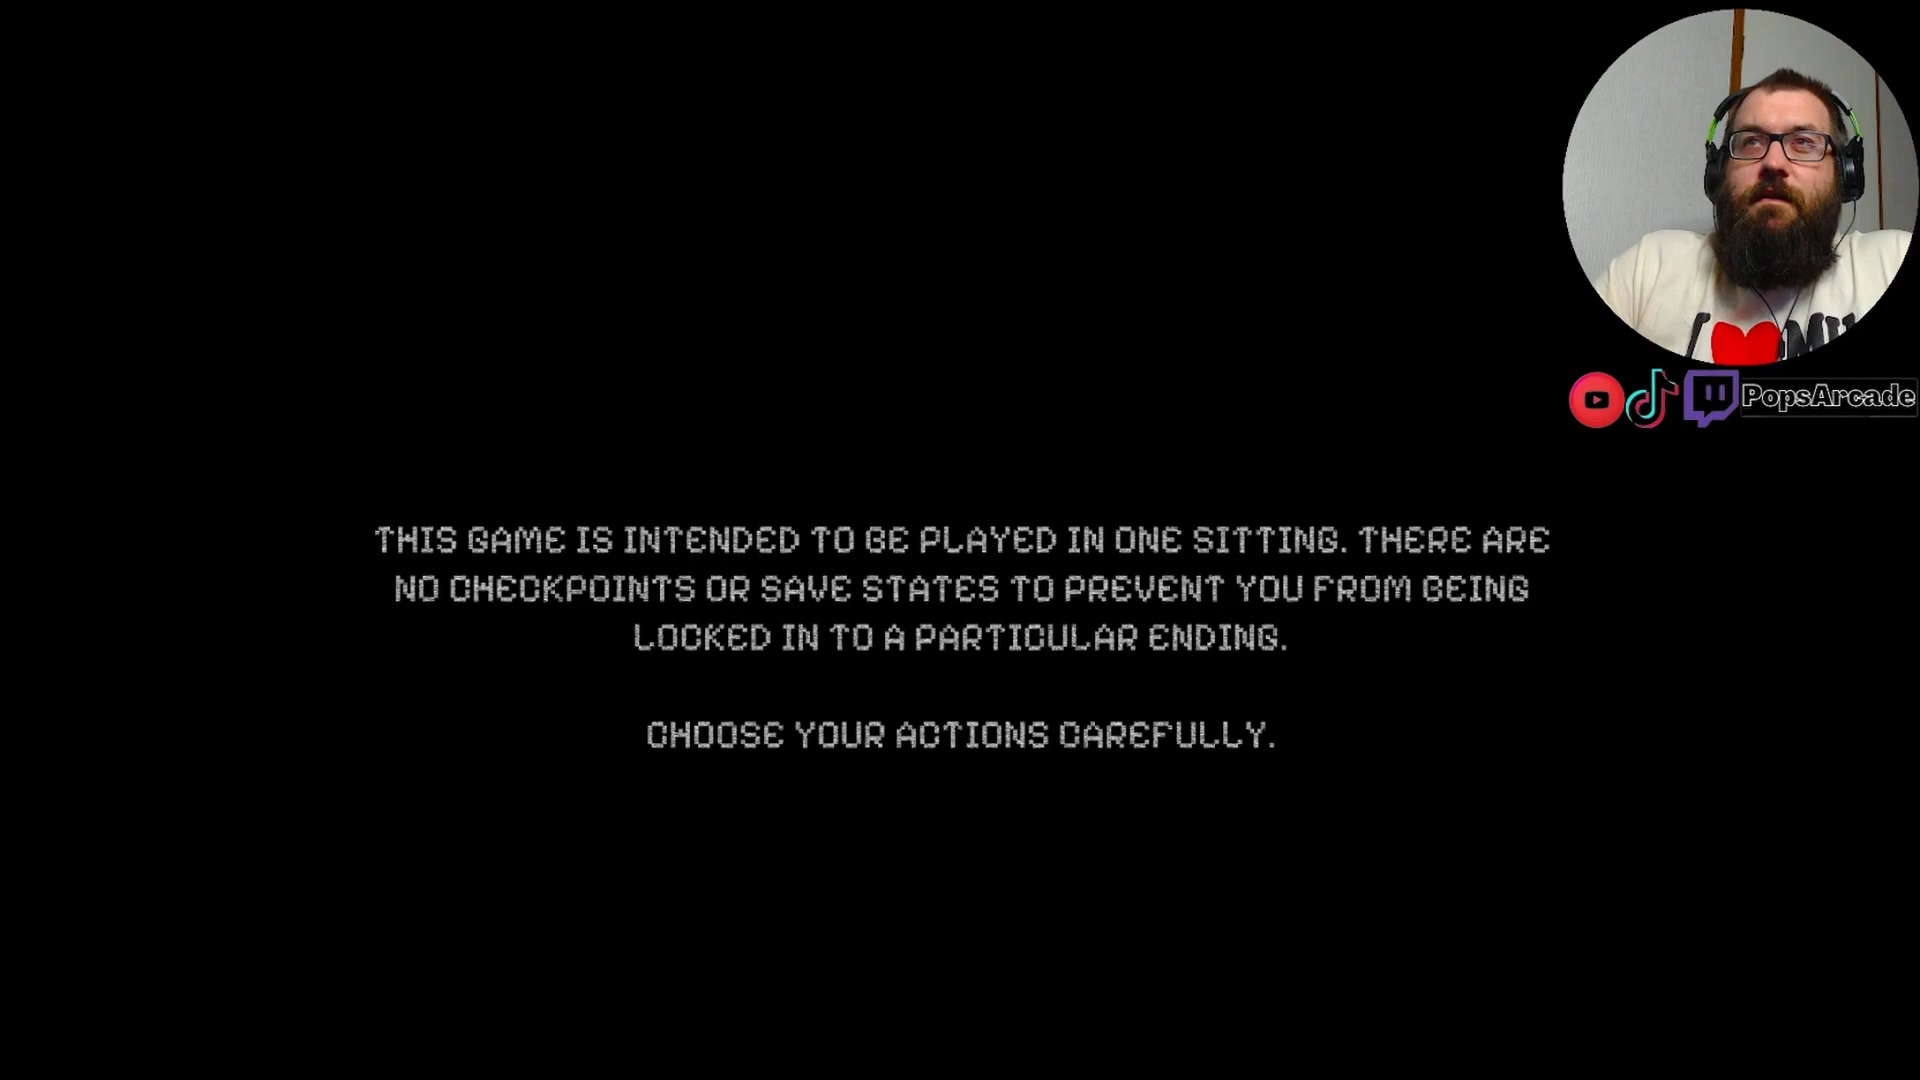 PopsArcade
THIS GAME IS INTENDED TO BE PLAYED IN ONE SITTING. THERE ARE
NO CHECKPOINTS OR SAVE STATES TO PREVENT YOU FROM BEING
LOCKED IN TO A PARTICULAR ENDING.
CHOOSE YOUR ACTIONS CAREFULLY.